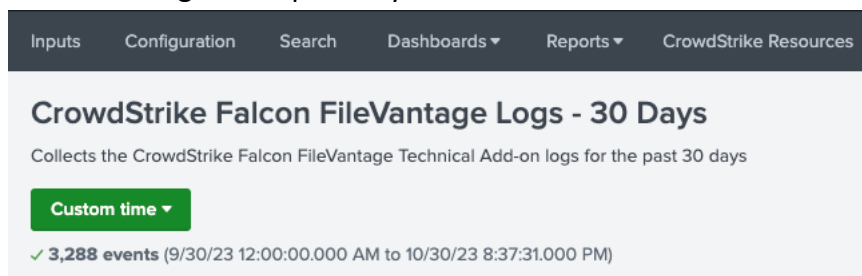 Inputs Configuration Search Dashboards Reports CrowdStrike Resources
CrowdStrike Falcon FileVantage Logs - 30 Days
Collects the CrowdStrike Falcon FileVantage Technical Add-on logs for the past 30 days
Custom time
✓ 3,288 events (9/30/23 12:00:00.000 AM to 10/30/23 8:37:31.000 PM)